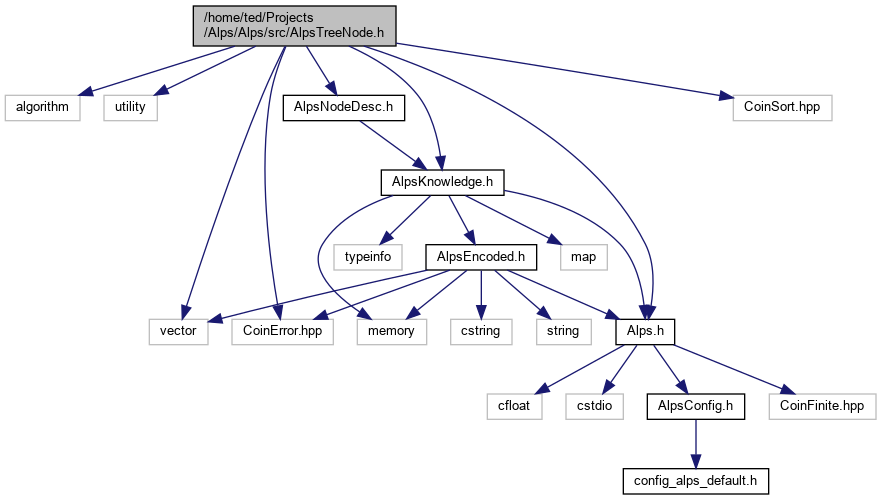 /home/ted/Projects
/Alps/Alps/src/AlpsTreeNode.h
algorithm
utility
AlpsNodeDesc.h
CoinSort.hpp
AlpsKnowledge.h
typeinfo
AlpsEncoded.h
map
vector
CoinError.hpp
memory
cstring
string
Alps.h
cfloat
cstdio
AlpsConfig.h
CoinFinite.hpp
config_alps_default.h